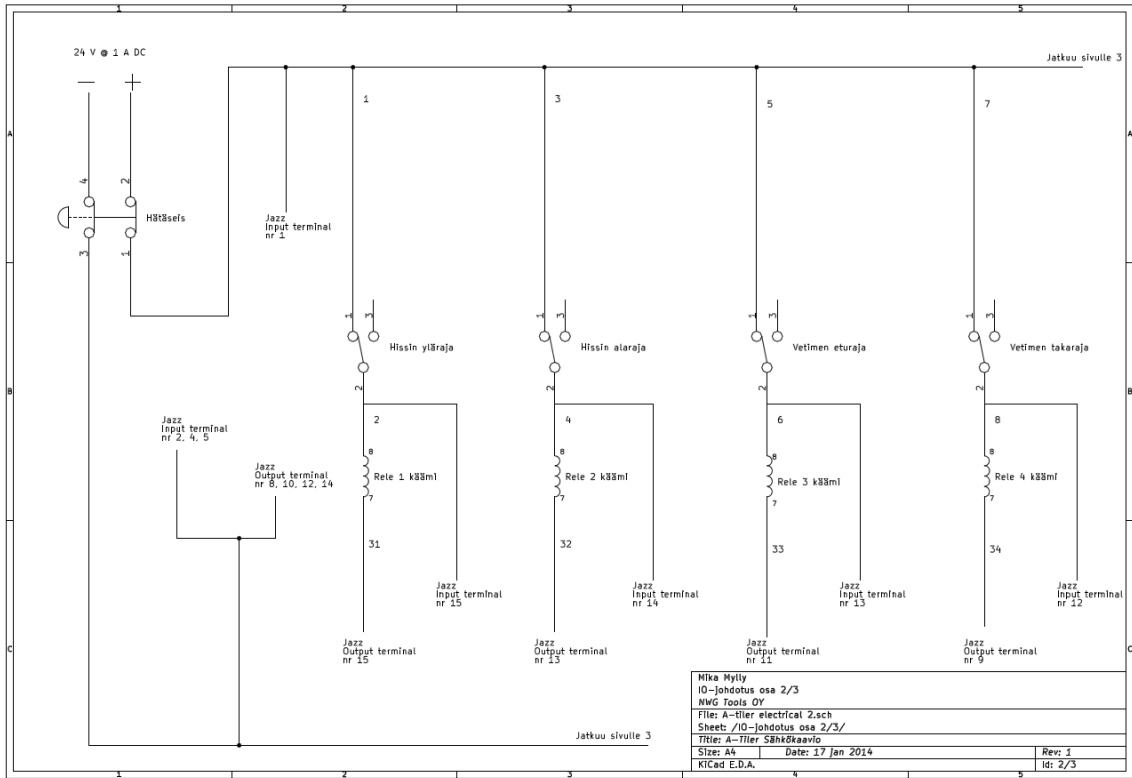 1 2 3 4 5
24 V @ 1 A DC
— +
Jatkuu sivulle 3
1 3 5 7
A A
4 2
Hätäseis
3 1
Jazz
Input terminal
nr 1
1 3
Hissin yläraja
2
1 3
Hissin alaraja
2
1 3
Vetimen eturaja
2
1 3
Vetimen takaraja
2
B B
Jazz
Input terminal
nr 2, 4, 5
Jazz
Output terminal
nr 8, 10, 12, 14
2
8
Rele 1 käämi
7
31
Jazz
Input terminal
nr 15
Jazz
Output terminal
nr 15
4
8
Rele 2 käämi
7
32
Jazz
Input terminal
nr 14
Jazz
Output terminal
nr 13
6
8
Rele 3 käämi
7
33
Jazz
Input terminal
nr 13
Jazz
Output terminal
nr 11
8
8
Rele 4 käämi
7
34
Jazz
Input terminal
nr 12
Jazz
Output terminal
nr 9
C C
Jatkuu sivulle 3
Mika Mylly
IO-johdotus osa 2/3
NWG Tools OY
File: A-tiler electrical 2.sch
Sheet: /IO-johdotus osa 2/3/
Title: A-Tiler Sähkökaavio
Size: A4 Date: 17 jan 2014 Rev: 1
KiCad E.D.A. Id: 2/3
1 2 3 4 5